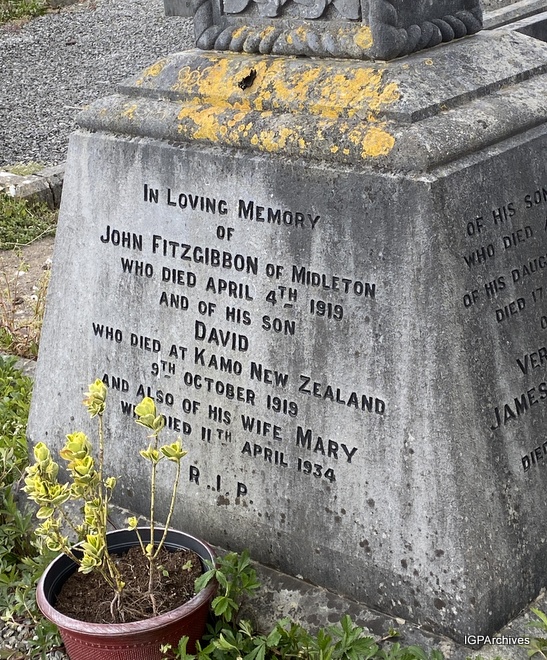 IN LOVING MEMORY
OF
JOHN FITZGIBBON OF MIDLETON
WHO DIED APRIL 4TH 1919
AND OF HIS SON
DAVID
WHO DIED AT KAMO NEW ZEALAND
9TH OCTOBER 1919
AND ALSO OF HIS WIFE MARY
WHO DIED 11TH APRIL 1934
R.I.P.
OF HIS SON
WHO DIED
OF HIS DAUG
DIED 17
VER
JAMES
DIED
IGPArchives